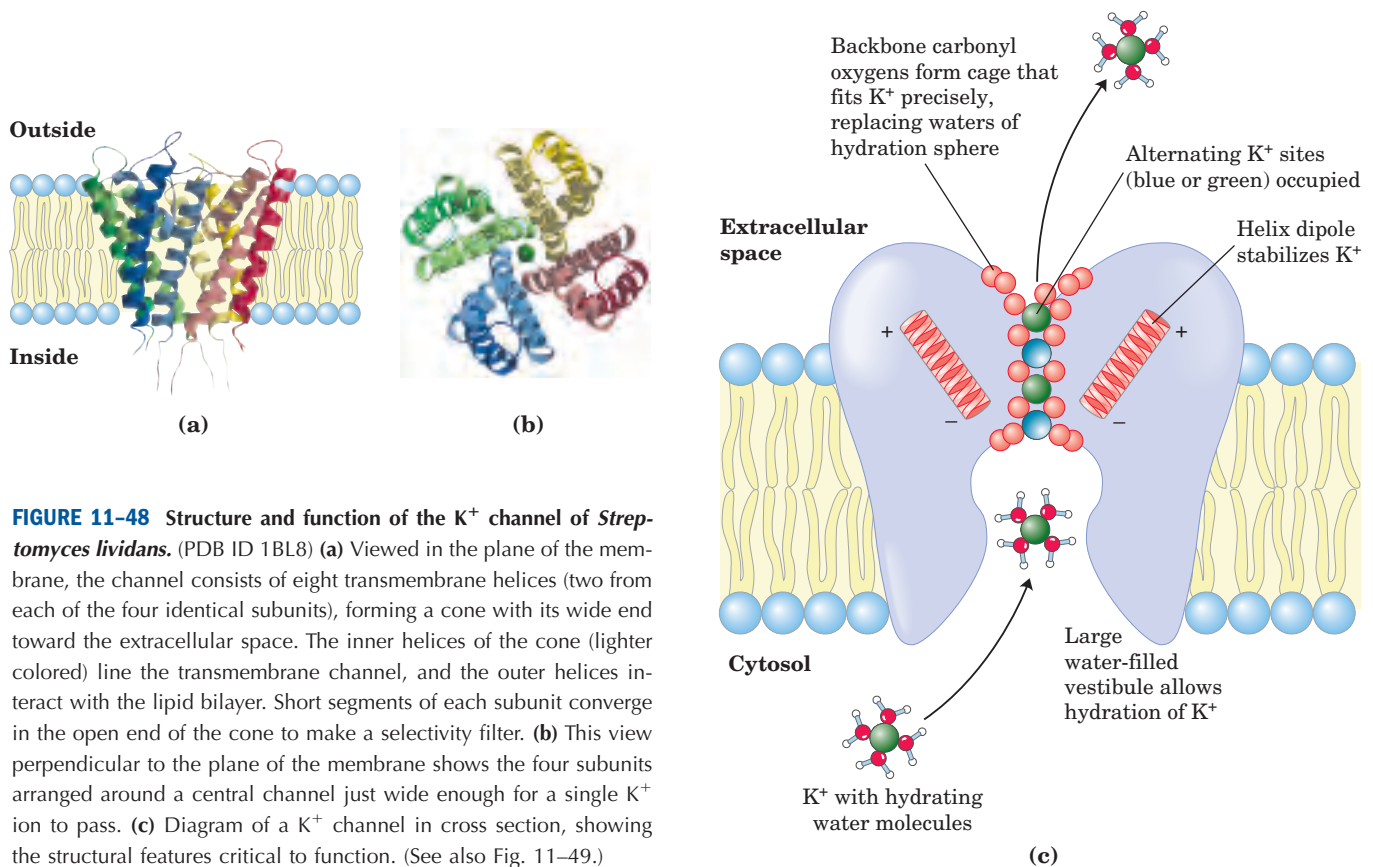 Outside
Inside
(a)
(b)
FIGURE 11–48 Structure and function of the K+ channel of Strep-
tomyces lividans. (PDB ID 1BL8) (a) Viewed in the plane of the mem-
brane, the channel consists of eight transmembrane helices (two from
each of the four identical subunits), forming a cone with its wide end
toward the extracellular space. The inner helices of the cone (lighter
colored) line the transmembrane channel, and the outer helices in-
teract with the lipid bilayer. Short segments of each subunit converge
in the open end of the cone to make a selectivity filter. (b) This view
perpendicular to the plane of the membrane shows the four subunits
arranged around a central channel just wide enough for a single K+
ion to pass. (c) Diagram of a K+ channel in cross section, showing
the structural features critical to function. (See also Fig. 11–49.)
Backbone carbonyl
oxygens form cage that
fits K+ precisely,
replacing waters of
hydration sphere
Alternating K+ sites
(blue or green) occupied
Helix dipole
stabilizes K+
Extracellular
space
+
+
−
−
Cytosol
Large
water-filled
vestibule allows
hydration of K+
K+ with hydrating
water molecules
(c)